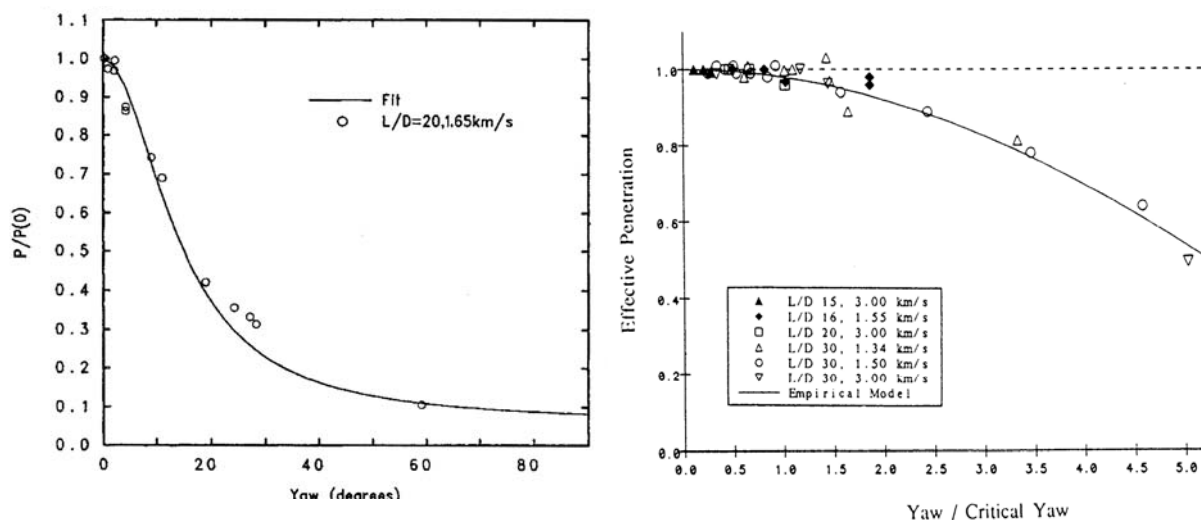 1.1
1.0
0.9
0.8
0.7
0.6
0.5
0.4
0.3
0.2
0.1
0.0
P/P(0)
Fit
L/D=20,1.65km/s
0
20
40
60
80
Yaw (degrees)
1.0
0.8
0.6
0.4
0.2
0.0
Effective Penetration
L/D 15, 3.00 km/s
L/D 16, 1.55 km/s
L/D 20, 3.00 km/s
L/D 30, 1.34 km/s
L/D 30, 1.50 km/s
L/D 30, 3.00 km/s
Empirical Model
0.0 0.5 1.0 1.5 2.0 2.5 3.0 3.5 4.0 4.5 5.0
Yaw / Critical Yaw